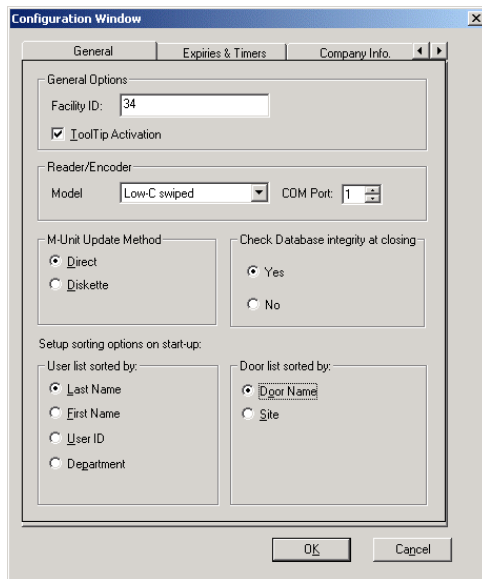 Configuration Window
General Expiries & Timers Company Info.
General Options
Facility ID: 34
ToolTip Activation
Reader/Encoder
Model Low-C swiped COM Port: 1
M-Unit Update Method Check Database integrity at closing
Direct Yes
Diskette No
Setup sorting options on start-up:
User list sorted by: Door list sorted by:
Last Name Door Name
First Name Site
User ID
Department
OK Cancel